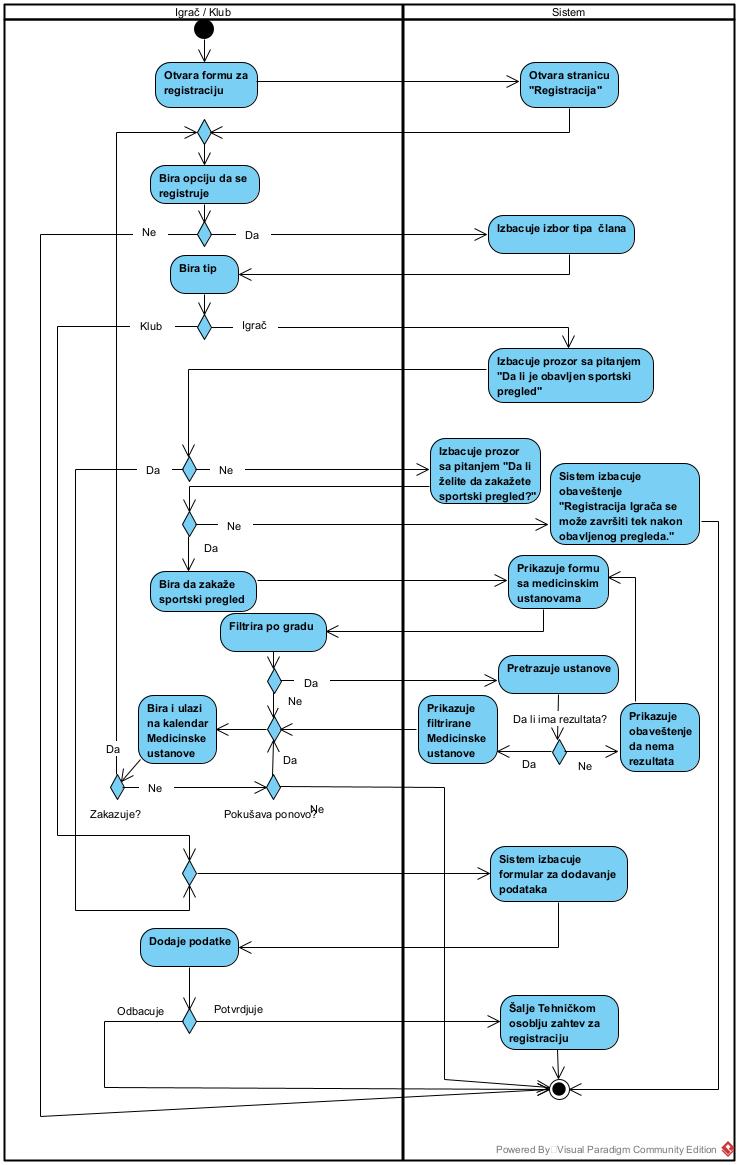 Igrač / Klub
Sistem
Otvara formu za
registraciju
Otvara stranicu
"Registracija"
Bira opciju da se
registruje
Ne
Da
Izbacuje izbor tipa člana
Bira tip
Klub
Igrač
Izbacuje prozor sa pitanjem
"Da li je obavljen sportski
pregled"
Da
Ne
Izbacuje prozor
sa pitanjem "Da li
želite da zakažete
sportski pregled?"
Sistem izbacuje
obaveštenje
"Registracija Igrača se
može završiti tek nakon
obavljenog pregleda."
Ne
Da
Bira da zakaže
sportski pregled
Prikazuje formu
sa medicinskim
ustanovama
Filtrira po gradu
Da
Ne
Pretrazuje ustanove
Da li ima rezultata?
Bira i ulazi
na kalendar
Medicinske
ustanove
Prikazuje
filtrirane
Medicinske
ustanove
Prikazuje
obaveštenje
da nema
rezultata
Da
Da
Da
Ne
Ne
Zakazuje?
Pokušava ponovo?
Ne
Sistem izbacuje
formular za dodavanje
podataka
Dodaje podatke
Odbacuje
Potvrdjuje
Šalje Tehničkom
osoblju zahtev za
registraciju
Powered By Visual Paradigm Community Edition